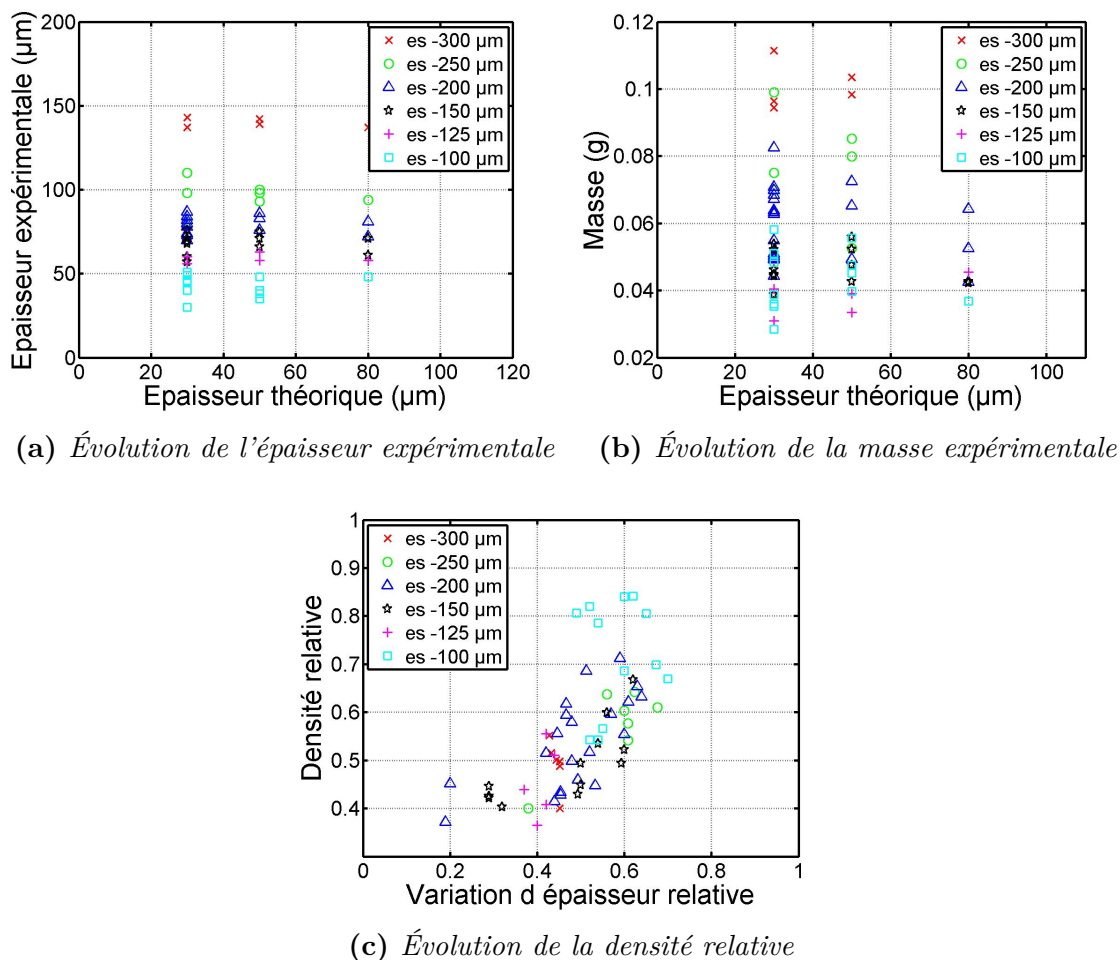 200
150
100
50
0
0 20 40 60 80 100 120
Epaisseur expérimentale (µm)
Epaisseur théorique (µm)
es -300 µm
es -250 µm
es -200 µm
es -150 µm
es -125 µm
es -100 µm
(a) Évolution de l'épaisseur expérimentale
0.12
0.1
0.08
0.06
0.04
0.02
0 20 40 60 80 100
Masse (g)
Epaisseur théorique (µm)
es -300 µm
es -250 µm
es -200 µm
es -150 µm
es -125 µm
es -100 µm
(b) Évolution de la masse expérimentale
1
0.9
0.8
0.7
0.6
0.5
0.4
0 0.2 0.4 0.6 0.8 1
Densité relative
Variation d épaisseur relative
es -300 µm
es -250 µm
es -200 µm
es -150 µm
es -125 µm
es -100 µm
(c) Évolution de la densité relative